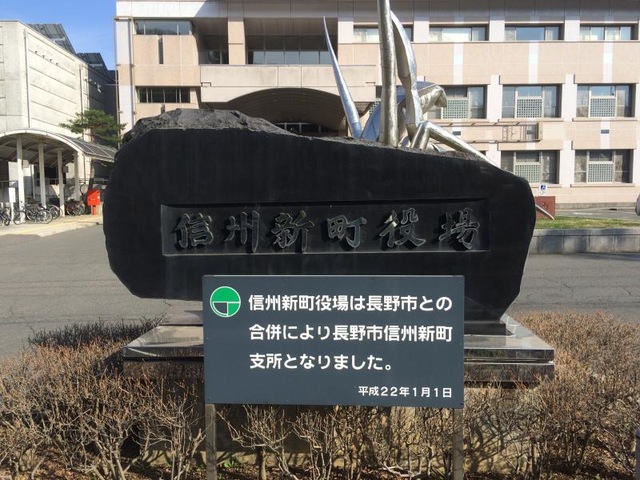 信州新町役場
信州新町役場は長野市との
合併により長野市信州新町
支所となりました。
平成22年1月1日